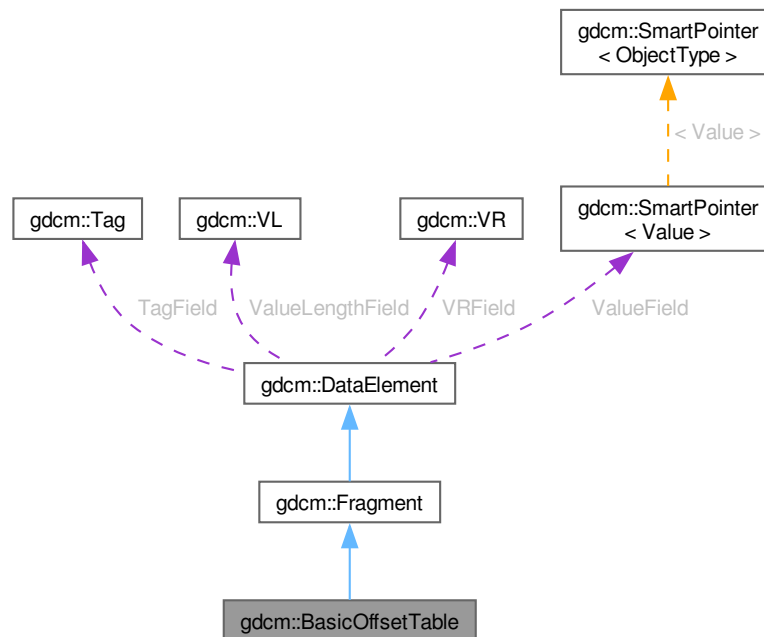 gdcm::SmartPointer
< ObjectType >
< Value >
gdcm::Tag
gdcm::VL
gdcm::VR
gdcm::SmartPointer
< Value >
TagField
ValueLengthField
VRField
ValueField
gdcm::DataElement
gdcm::Fragment
gdcm::BasicOffsetTable